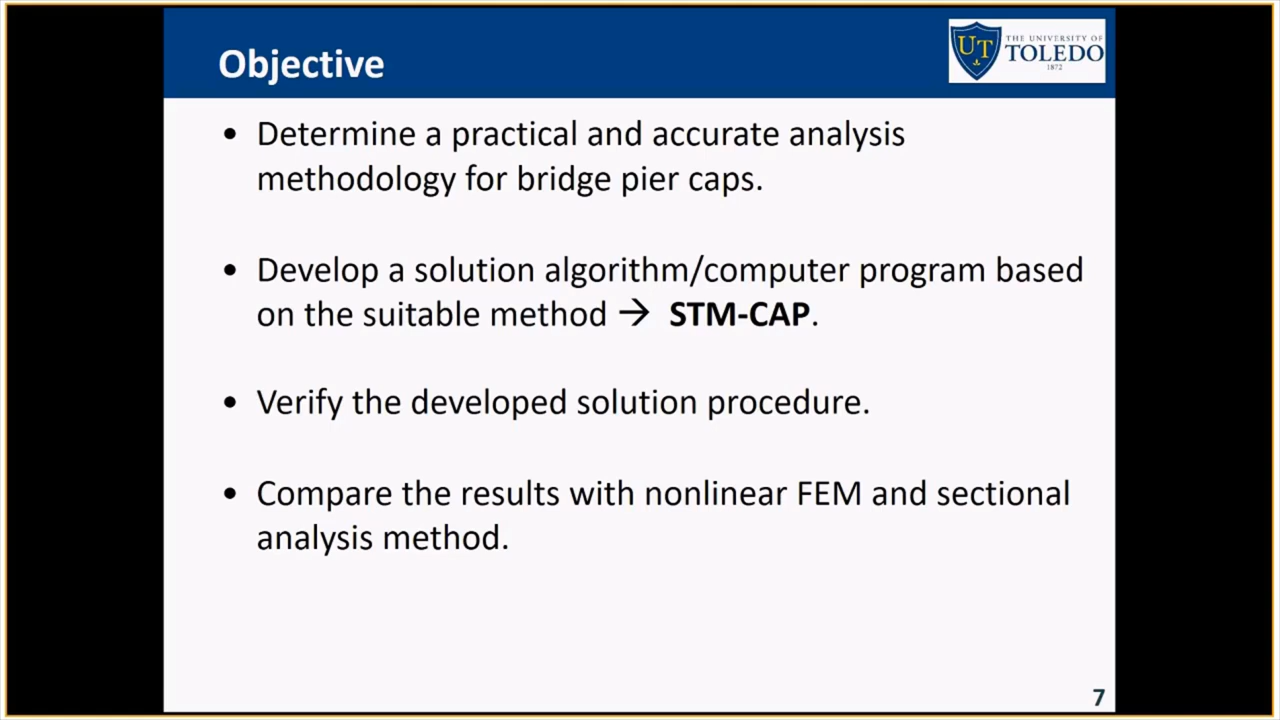 Objective
UT
THE UNIVERSITY OF
TOLEDO
1872
• Determine a practical and accurate analysis
methodology for bridge pier caps.
• Develop a solution algorithm/computer program based
on the suitable method → STM-CAP.
• Verify the developed solution procedure.
• Compare the results with nonlinear FEM and sectional
analysis method.
7